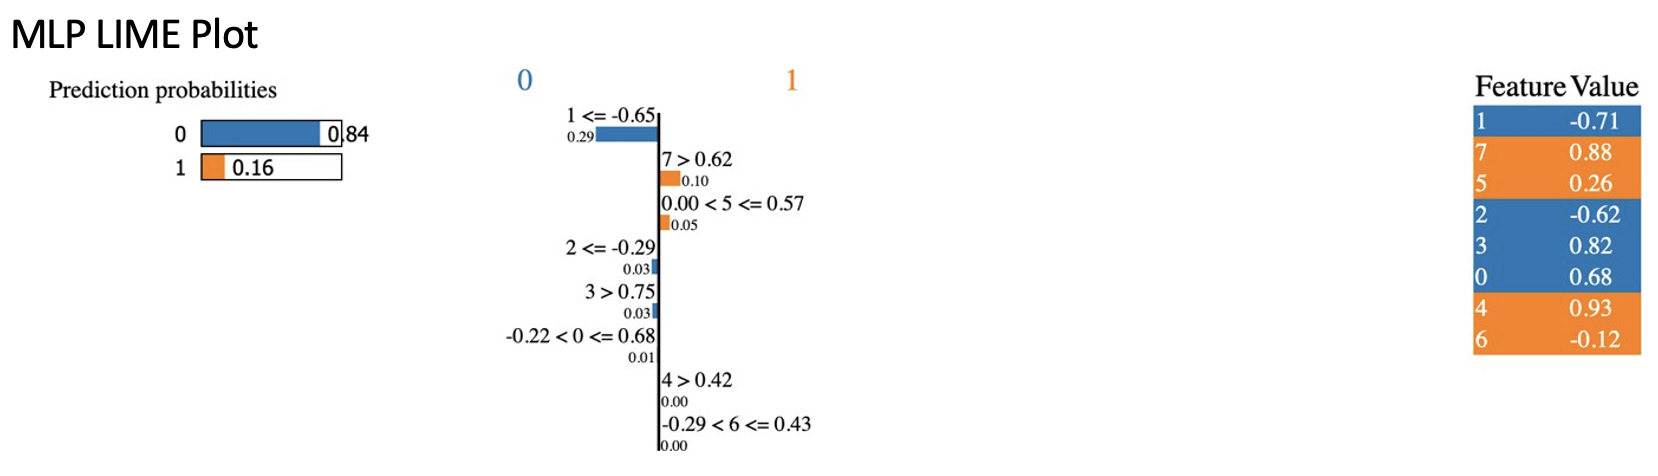 MLP LIME Plot
Prediction probabilities
0 0.84
1 0.16
0 1
1 <= -0.65
0.29
7 > 0.62
0.10
0.00 < 5 <= 0.57
0.05
2 <= -0.29
0.03
3 > 0.75
0.03
-0.22 < 0 <= 0.68
0.01
4 > 0.42
0.00
-0.29 < 6 <= 0.43
0.00
Feature Value
1 -0.71
7 0.88
5 0.26
2 -0.62
3 0.82
0 0.68
4 0.93
6 -0.12